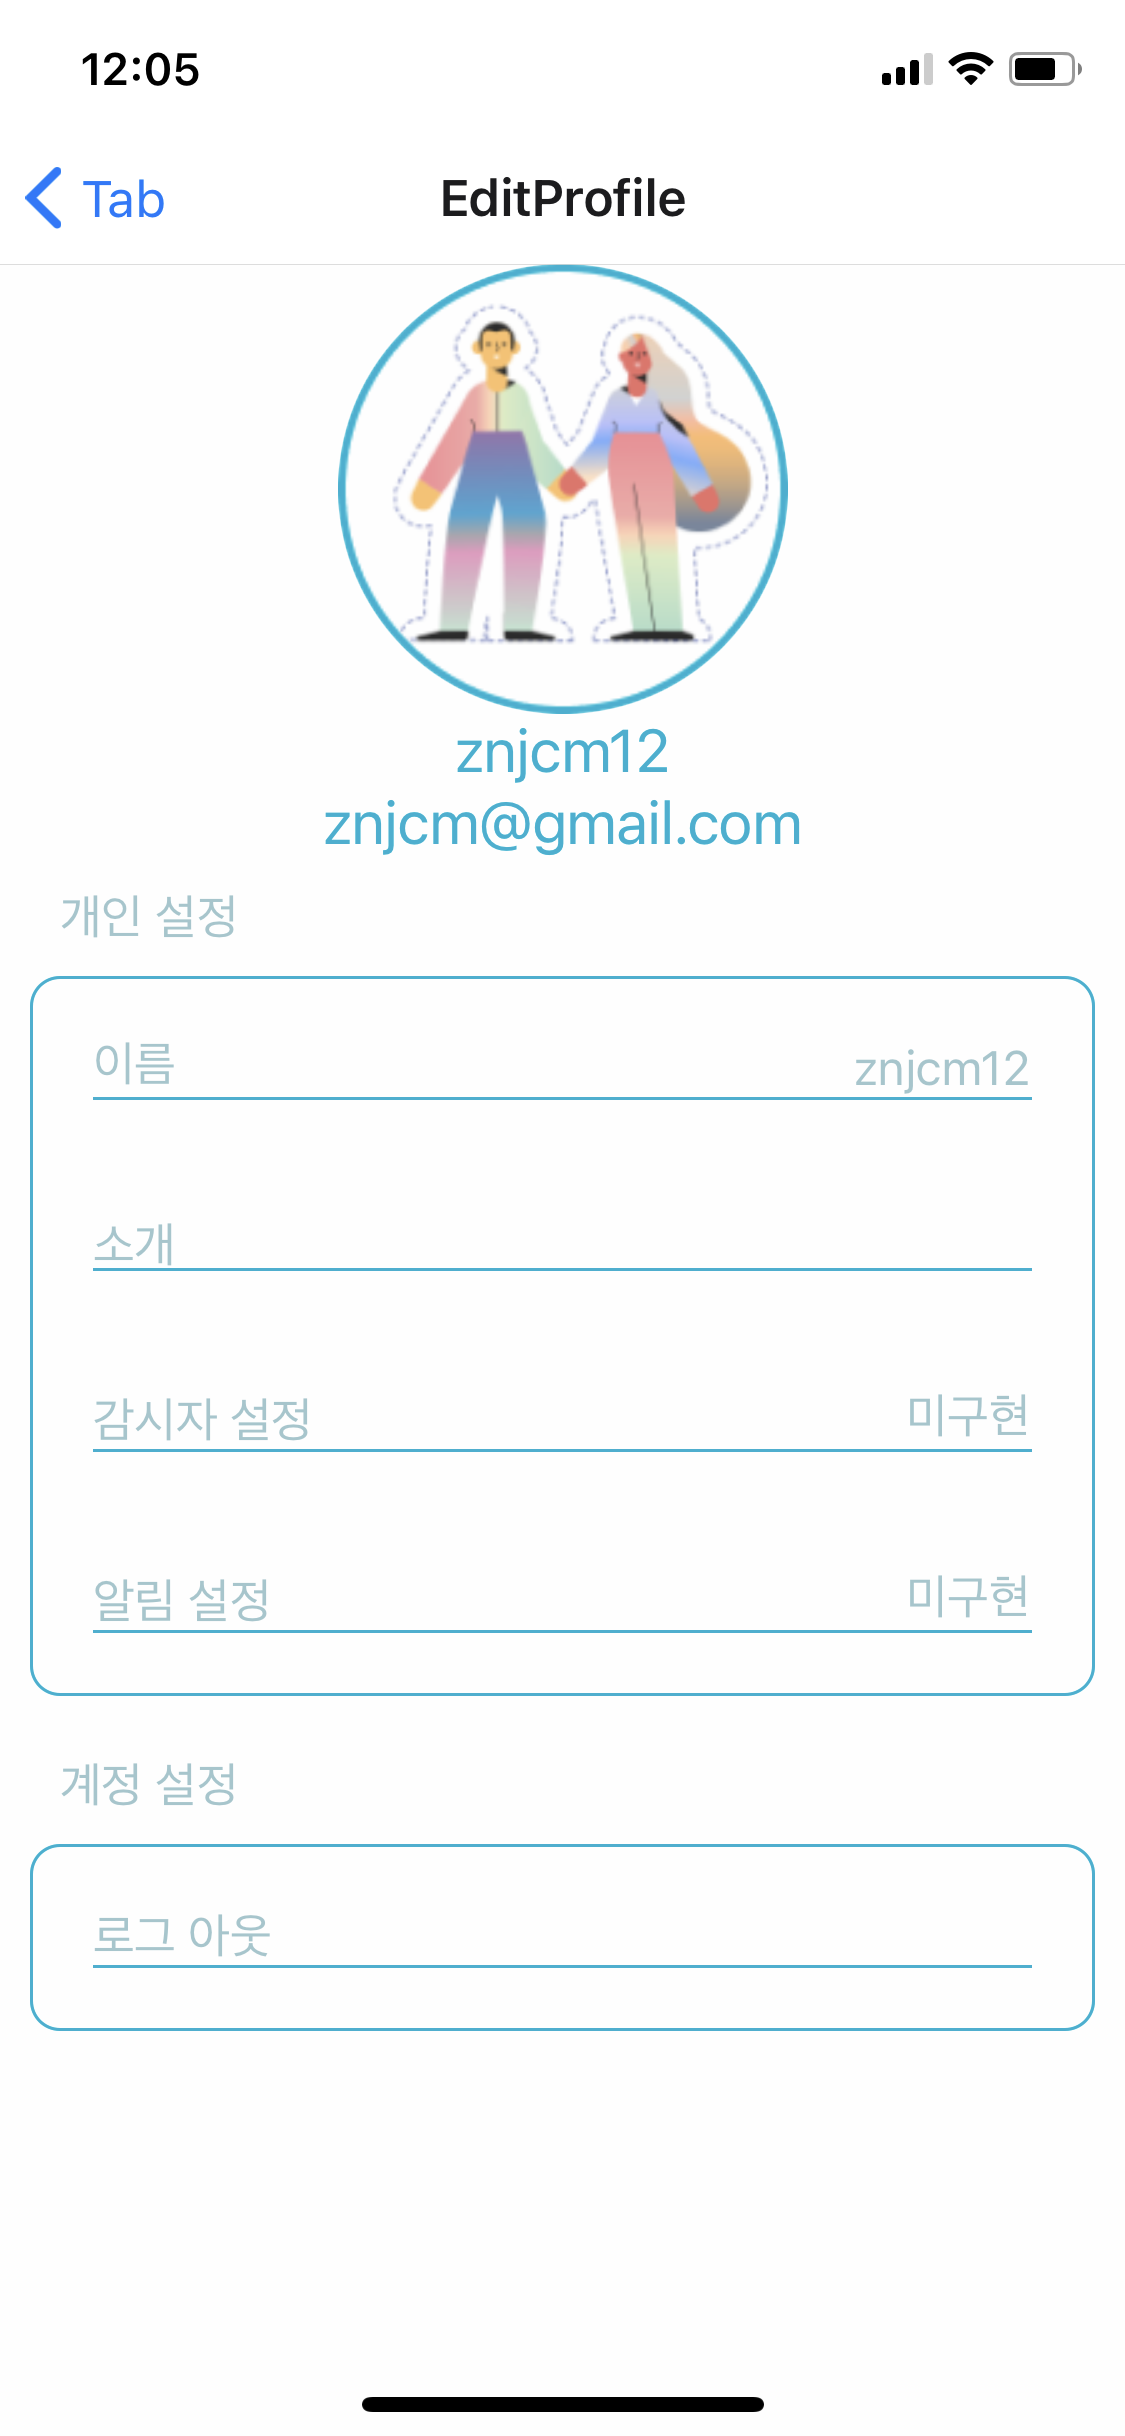 12:05
Tab
EditProfile
znjcm12
znjcm@gmail.com
개인 설정
이름 znjcm12
소개
감시자 설정 미구현
알림 설정 미구현
계정 설정
로그 아웃